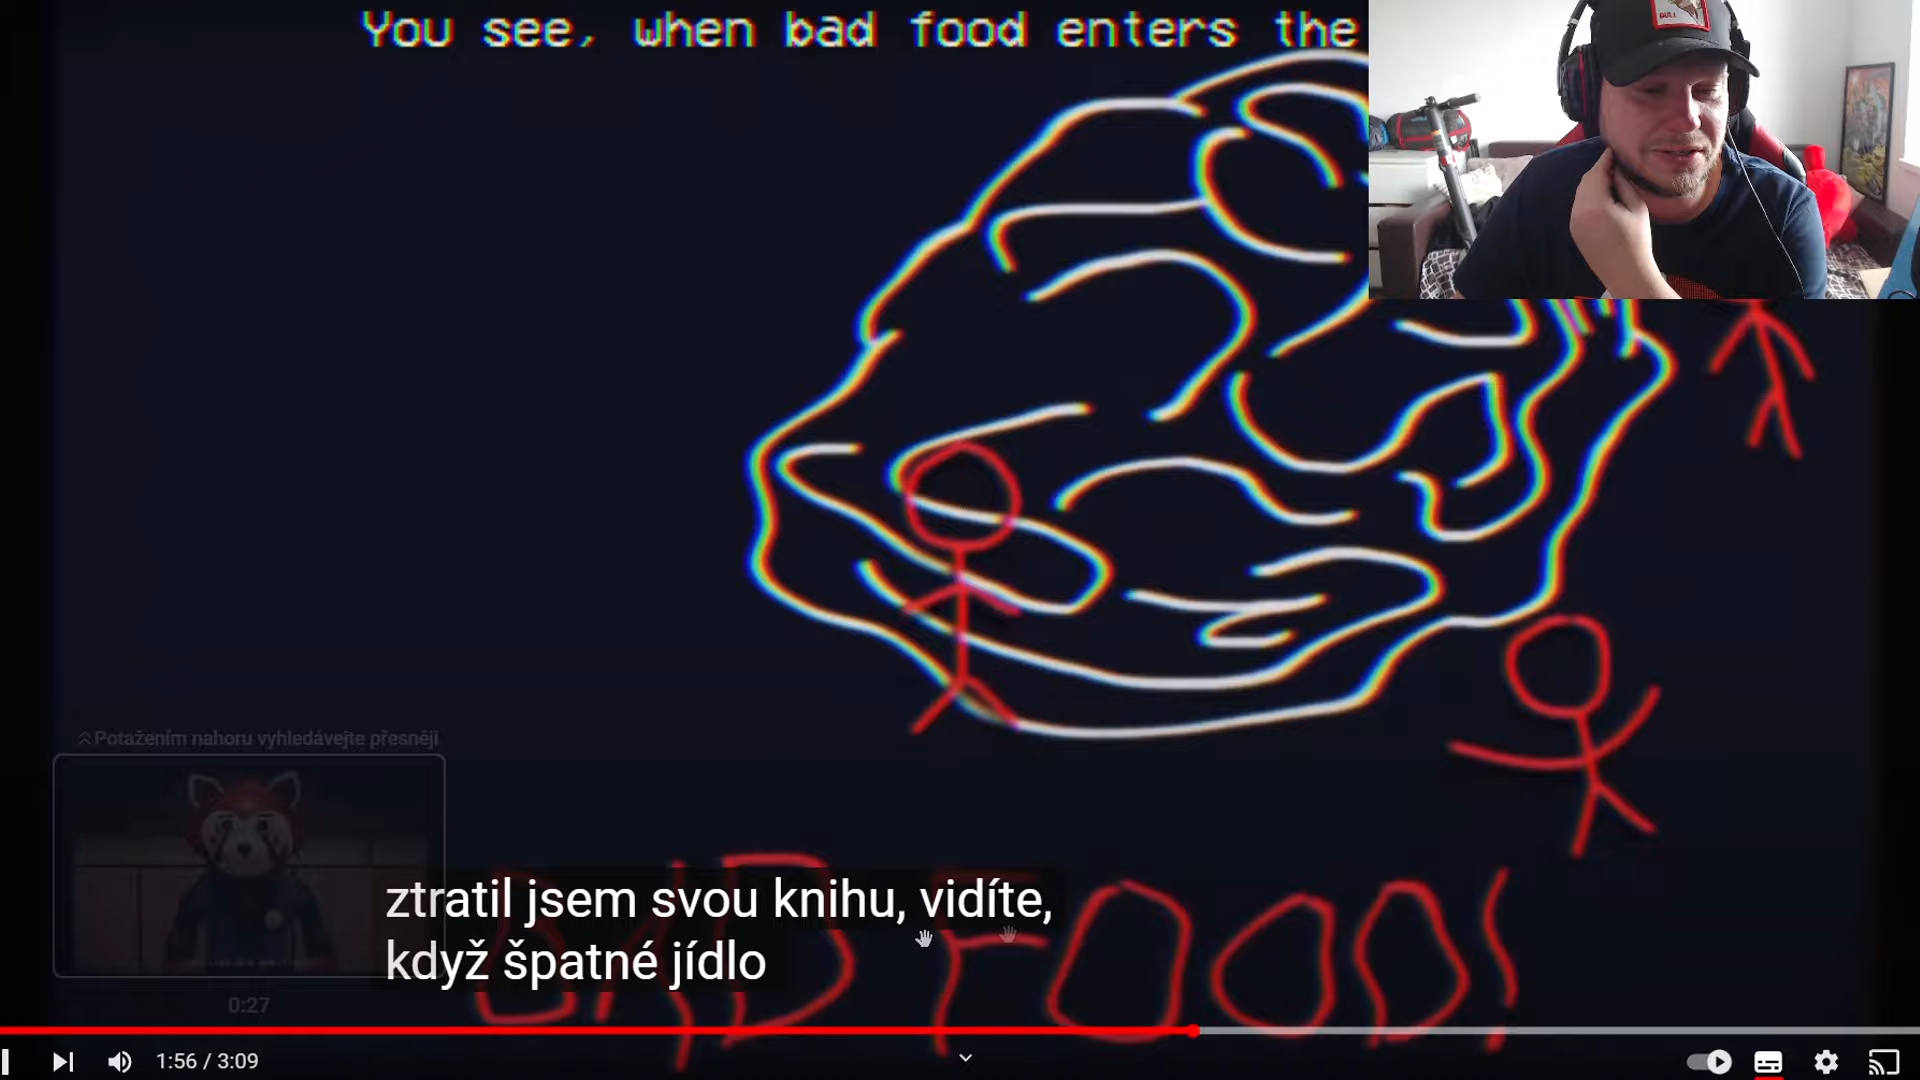 You see, when bad food enters the
BULL
Potažením nahoru vyhledávejte přesněji
ztratil jsem svou knihu, vidíte,
když špatné jídlo
BAD FOOD!
0:27
1:56 / 3:09